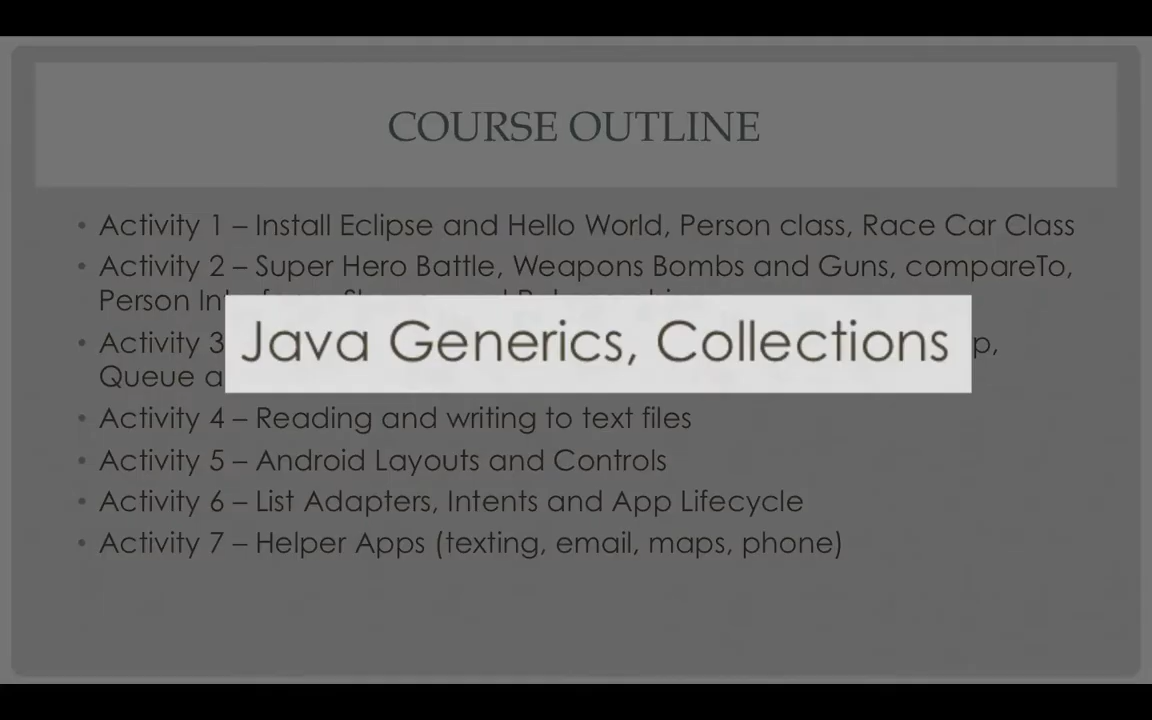 COURSE OUTLINE
• Activity 1 – Install Eclipse and Hello World, Person class, Race Car Class
• Activity 2 – Super Hero Battle, Weapons Bombs and Guns, compareTo,
Person
• Activity 3
Java Generics, Collections
Queue
• Activity 4 – Reading and writing to text files
• Activity 5 – Android Layouts and Controls
• Activity 6 – List Adapters, Intents and App Lifecycle
• Activity 7 – Helper Apps (texting, email, maps, phone)